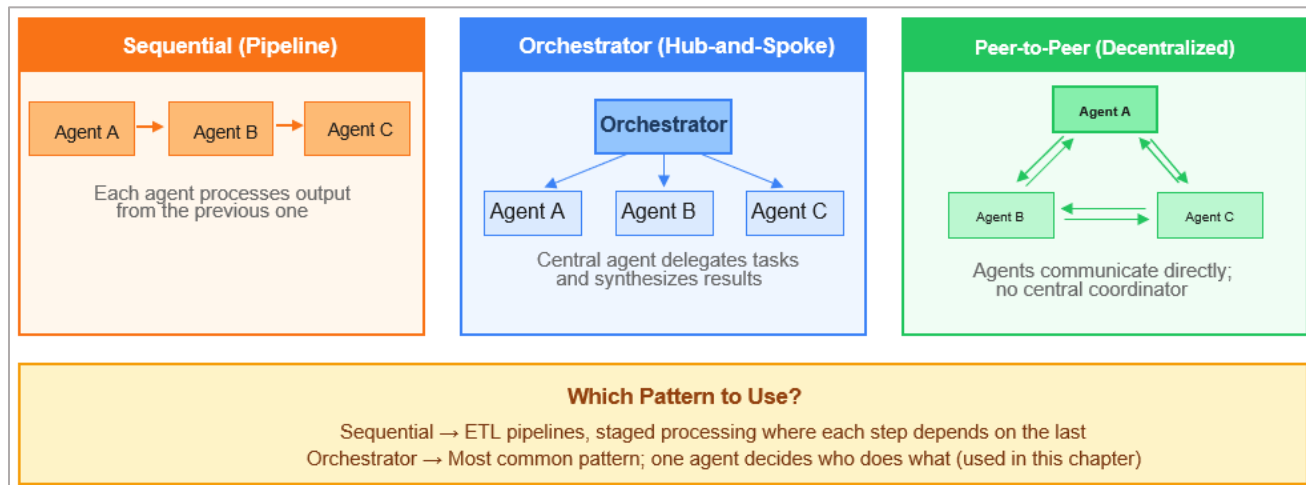 Sequential (Pipeline)
Agent A
Agent B
Agent C
Each agent processes output
from the previous one
Orchestrator (Hub-and-Spoke)
Orchestrator
Agent A
Agent B
Agent C
Central agent delegates tasks
and synthesizes results
Peer-to-Peer (Decentralized)
Agent A
Agent B
Agent C
Agents communicate directly;
no central coordinator
Which Pattern to Use?
Sequential → ETL pipelines, staged processing where each step depends on the last
Orchestrator → Most common pattern; one agent decides who does what (used in this chapter)